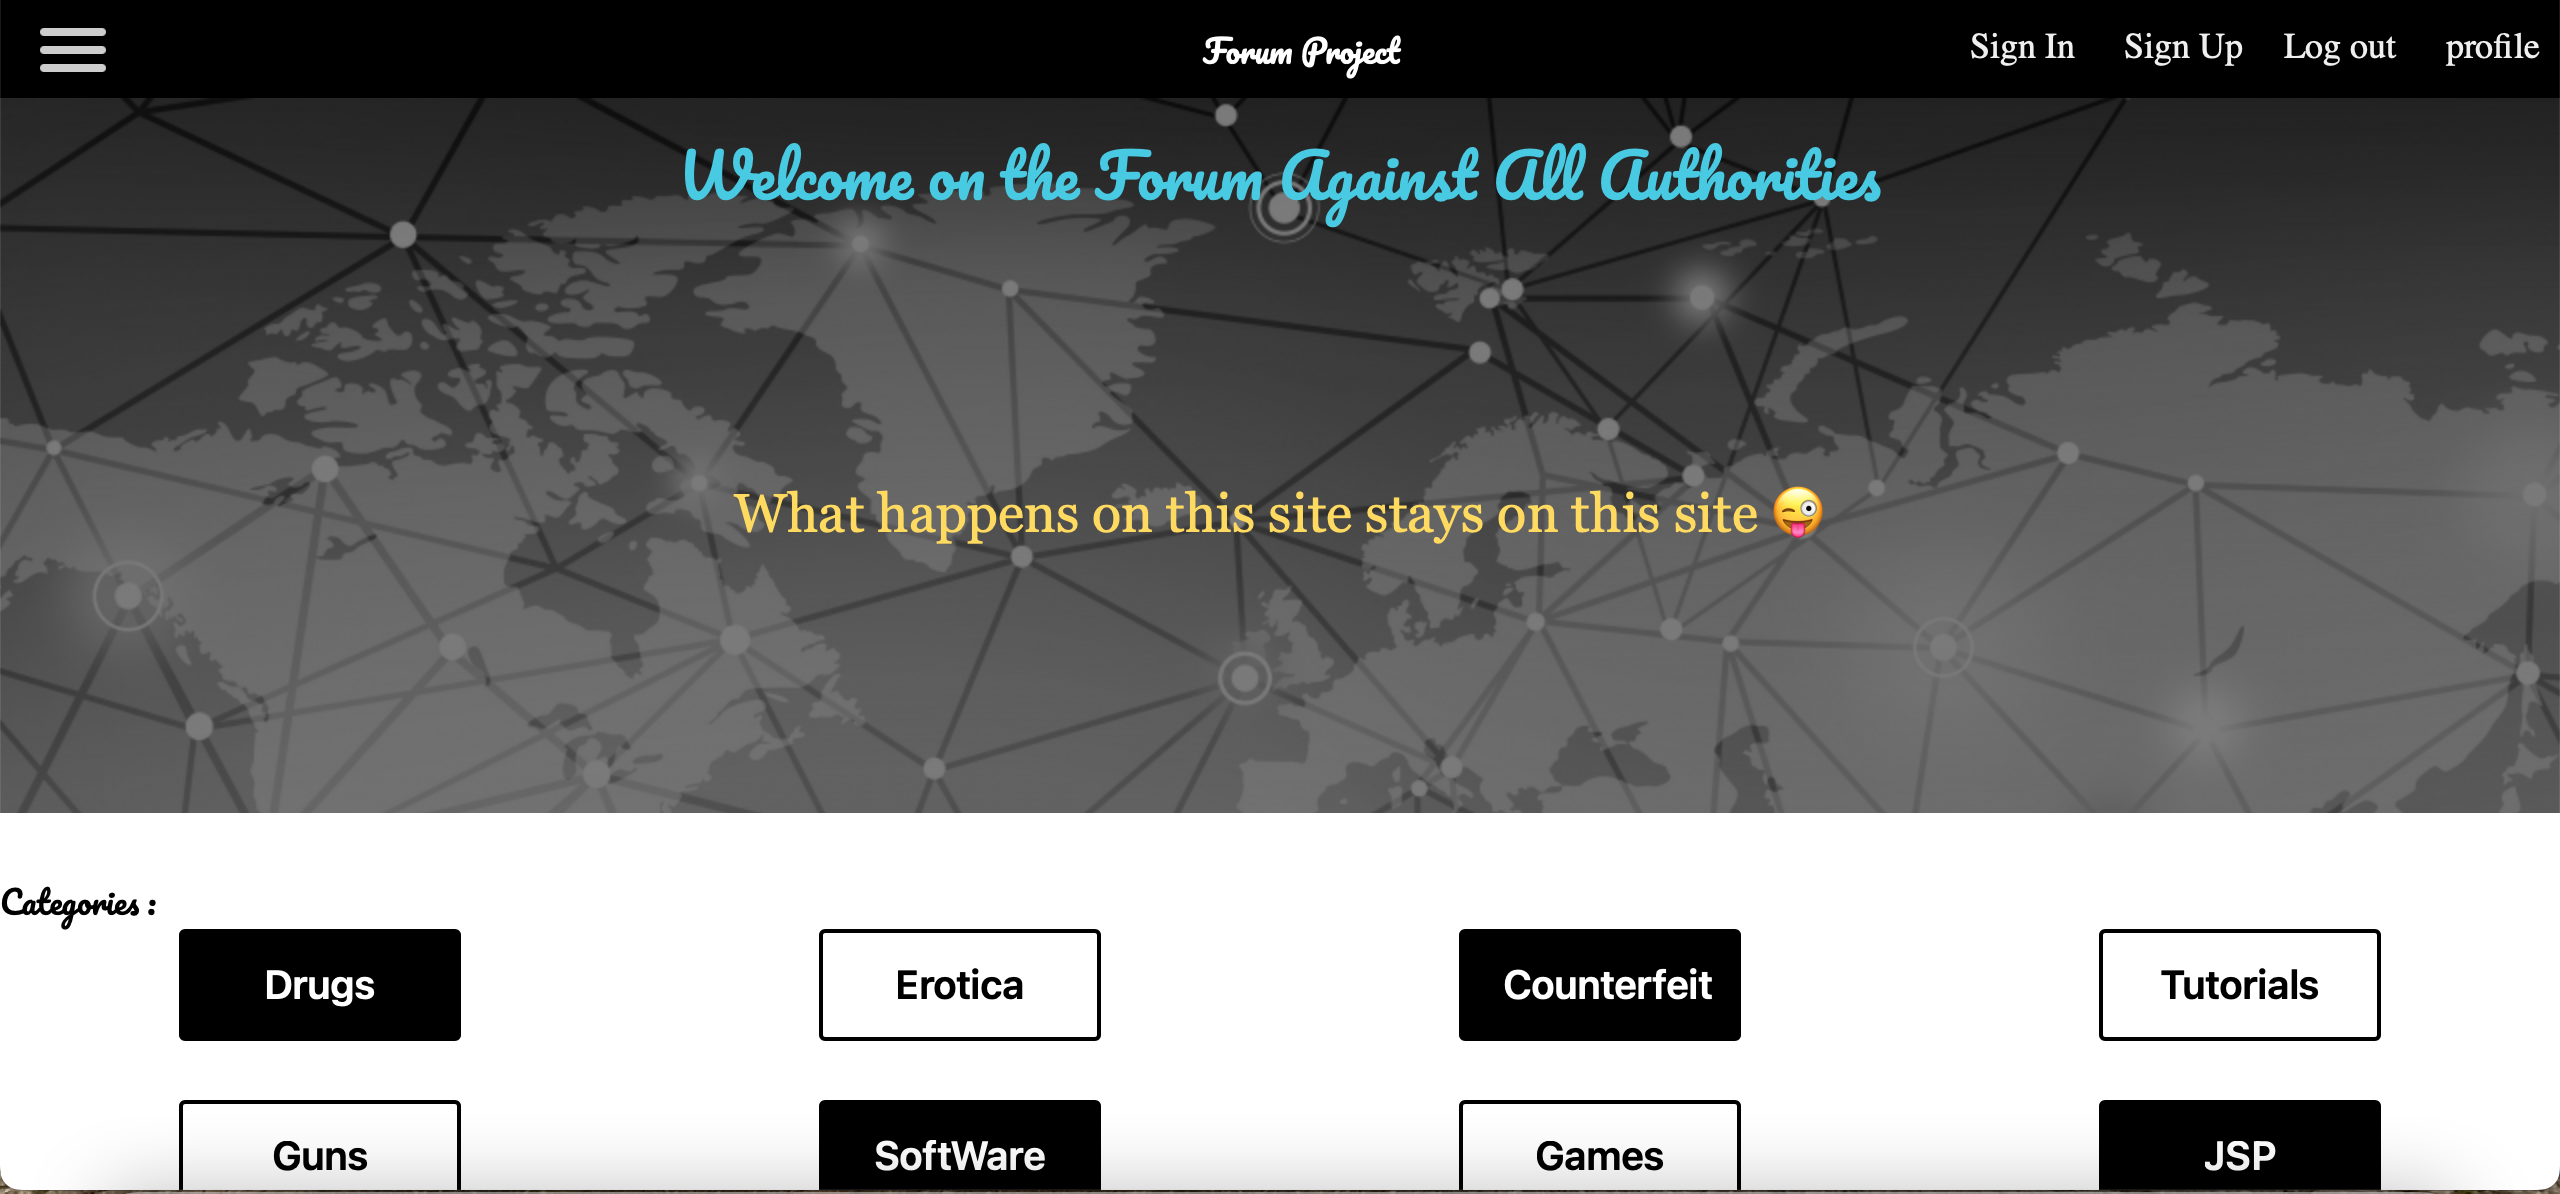 Forum Project
Sign In Sign Up Log out profile
Welcome on the Forum Against All Authorities
What happens on this site stays on this site 😜
Categories :
Drugs Erotica Counterfeit Tutorials
Guns SoftWare Games JSP